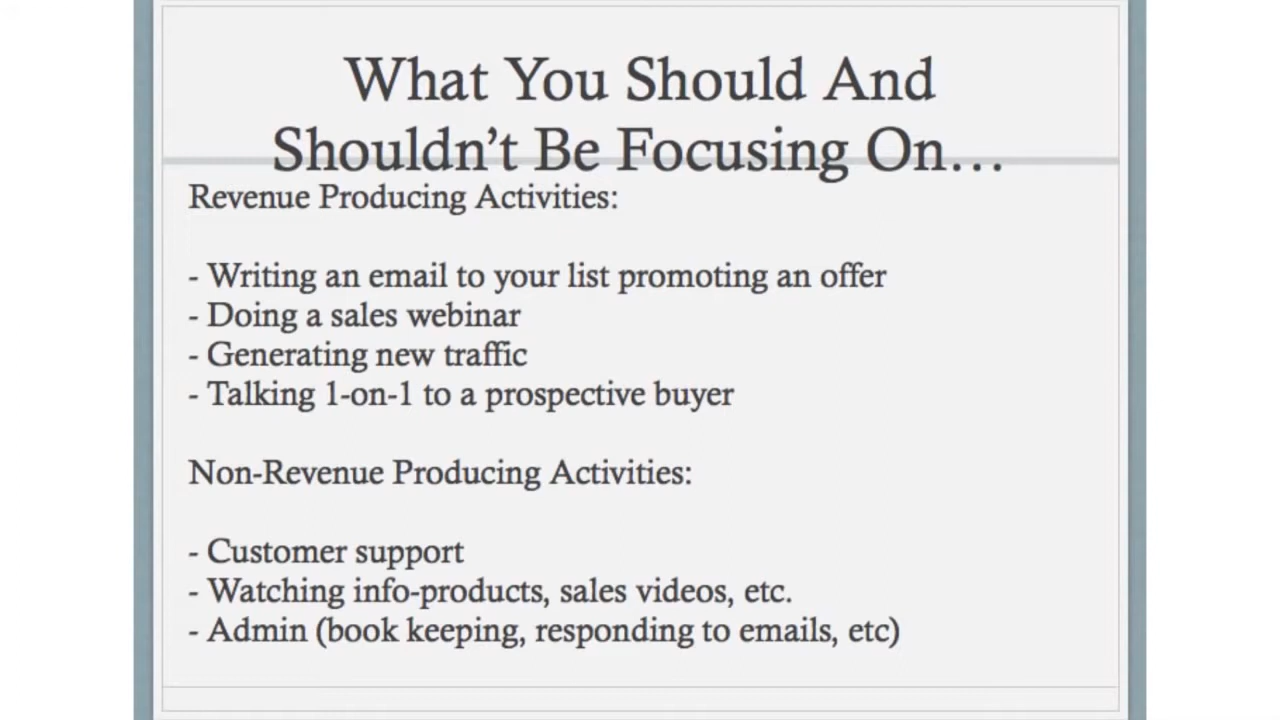 What You Should And
Shouldn’t Be Focusing On…
Revenue Producing Activities:
- Writing an email to your list promoting an offer
- Doing a sales webinar
- Generating new traffic
- Talking 1-on-1 to a prospective buyer
Non-Revenue Producing Activities:
- Customer support
- Watching info-products, sales videos, etc.
- Admin (book keeping, responding to emails, etc)